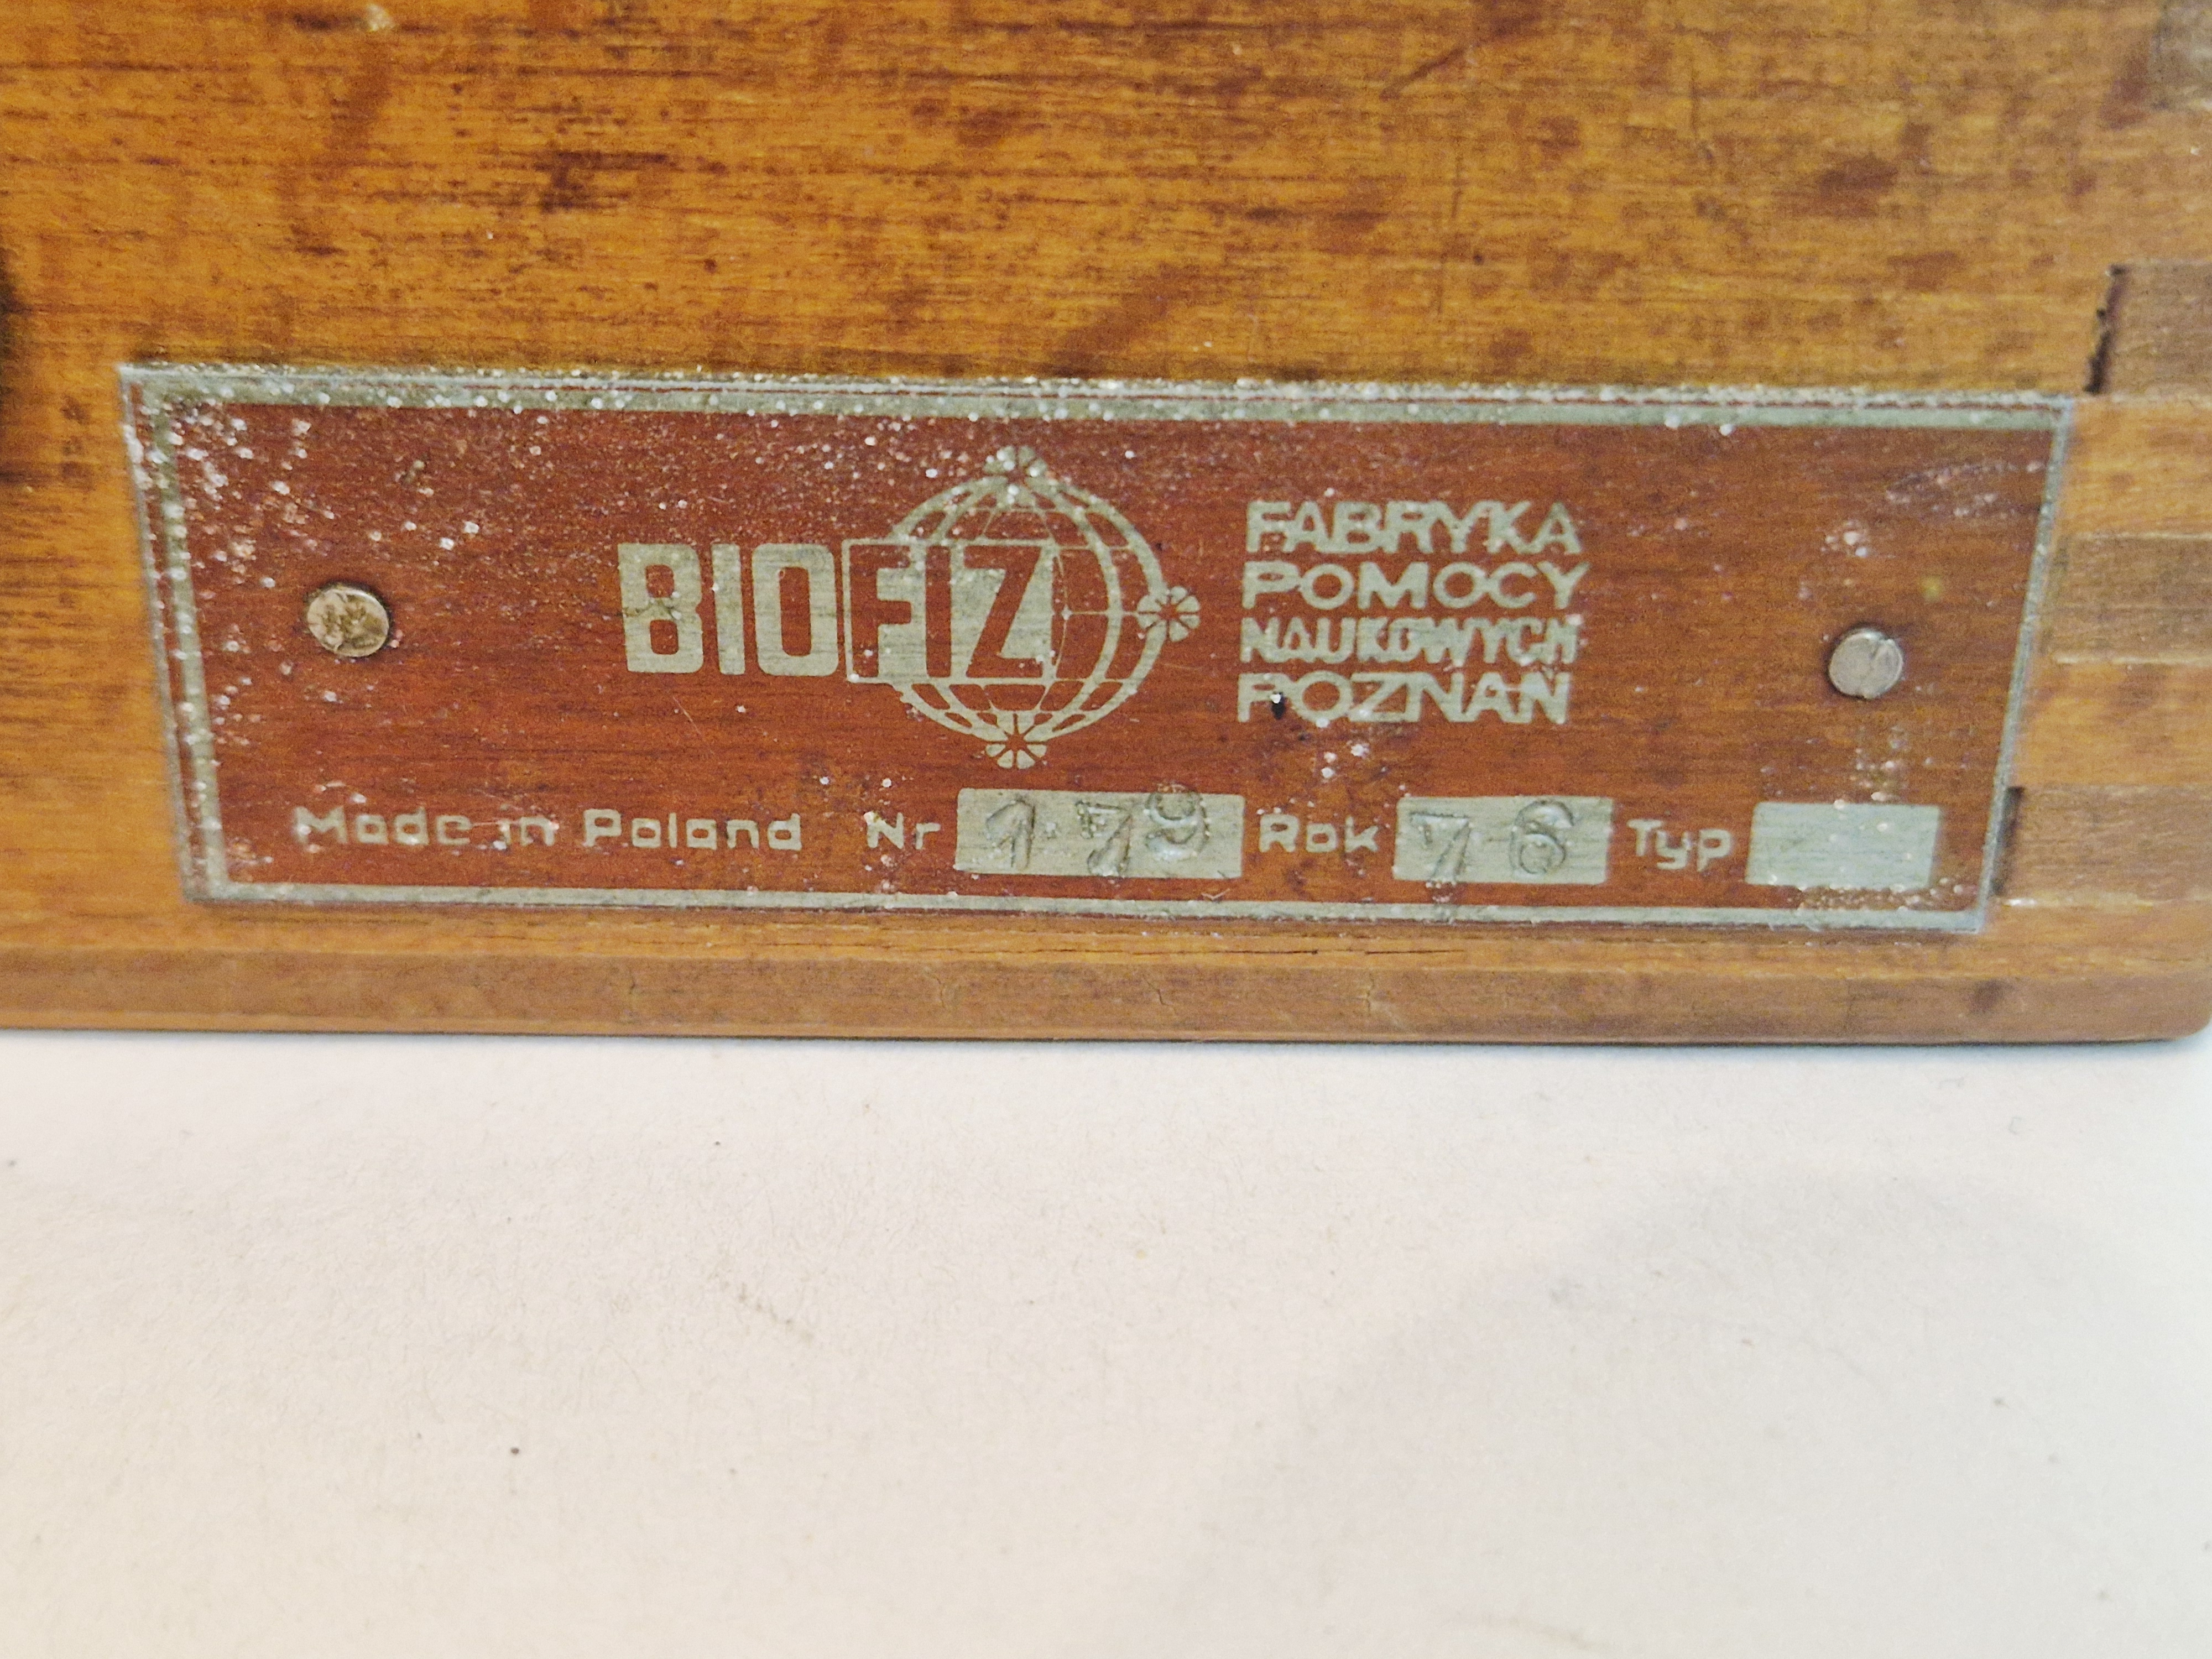 BIOFIZ
FABRYKA
POMOCY
NAUKOWYCH
POZNAŃ
Made in Poland Nr 179 Rok 76 Typ